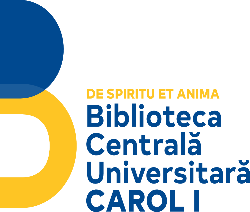 DE SPIRITU ET ANIMA
Biblioteca
Centrală
Universitară
CAROL I